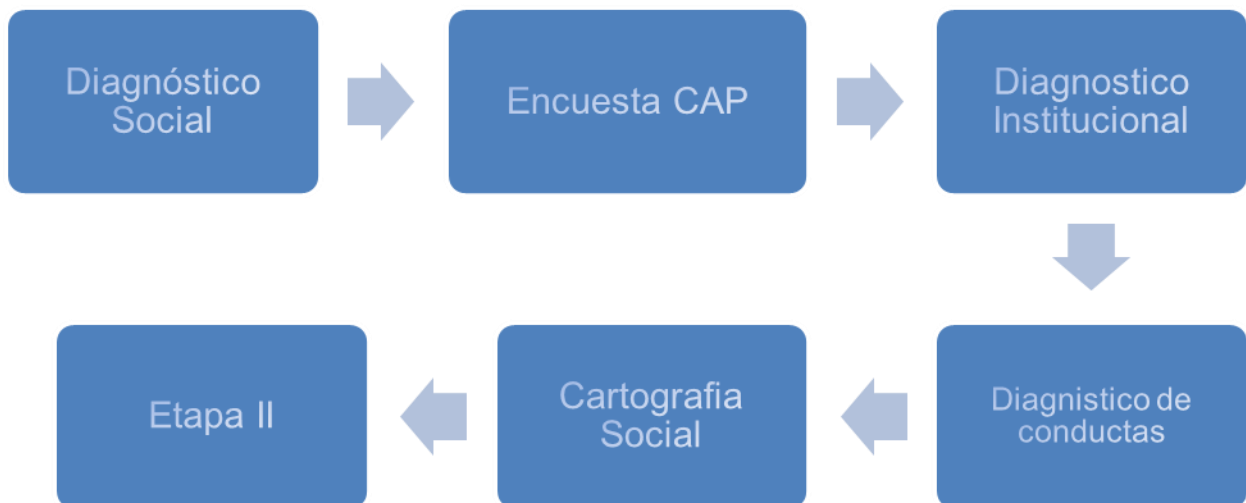 Diagnóstico
Social
Encuesta CAP
Diagnostico
Institucional
Diagnistico de
conductas
Cartografia
Social
Etapa II